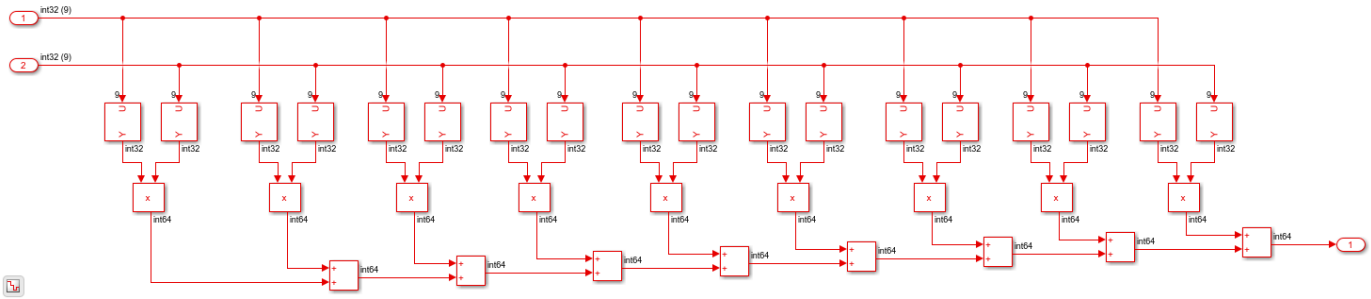 int32 (9)
1
int32 (9)
2
9 9 9 9 9 9 9 9 9 9 9 9 9 9 9 9 9 9
U U U U U U U U U U U U U U U U U U
Y Y Y Y Y Y Y Y Y Y Y Y Y Y Y Y Y Y
int32 int32 int32 int32 int32 int32 int32 int32 int32 int32 int32 int32 int32 int32 int32 int32 int32 int32
x x x x x x x x x
int64 int64 int64 int64 int64 int64 int64 int64 int64
+ int64
+ 1
+ int64
+
+ int64
+
+ int64
+
+ int64
+
+ int64
+
+ int64
+
+ int64
+